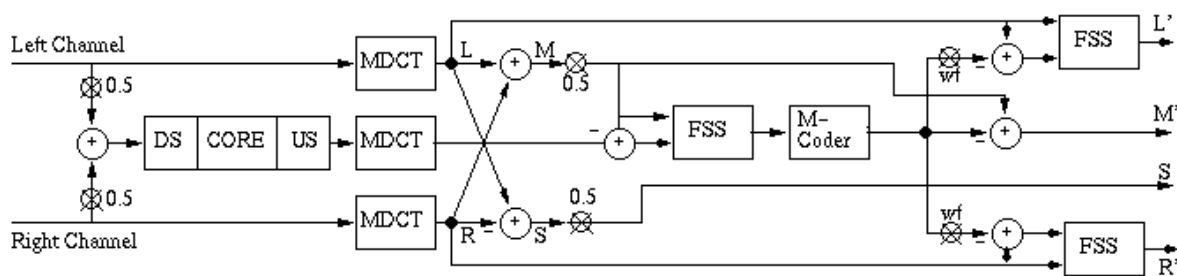 Left Channel
0.5
MDCT
L
M
0.5
wf
-
FSS
L'
+
+
+
DS
CORE
US
MDCT
-
+
FSS
M-
Coder
-
+
M'
0.5
Right Channel
MDCT
R
-
+
S
0.5
S
wf
-
+
FSS
R'